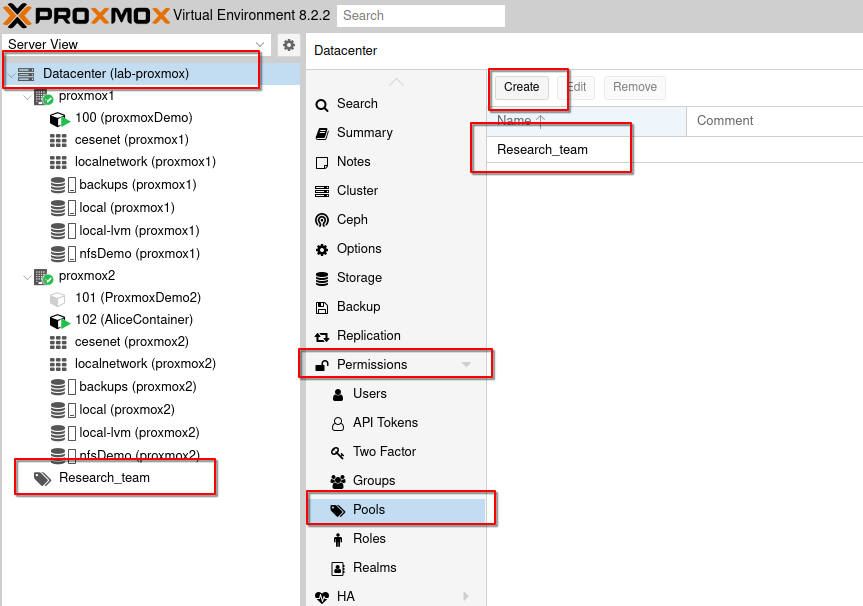 PROXMOX Virtual Environment 8.2.2 Search
Server View
Datacenter (lab-proxmox)
proxmox1
100 (proxmoxDemo)
cesenet (proxmox1)
localnetwork (proxmox1)
backups (proxmox1)
local (proxmox1)
local-lvm (proxmox1)
nfsDemo (proxmox1)
proxmox2
101 (ProxmoxDemo2)
102 (AliceContainer)
cesenet (proxmox2)
localnetwork (proxmox2)
backups (proxmox2)
local (proxmox2)
local-lvm (proxmox2)
nfsDemo (proxmox2)
Research_team
Datacenter
Search
Summary
Notes
Cluster
Ceph
Options
Storage
Backup
Replication
Permissions
Users
API Tokens
Two Factor
Groups
Pools
Roles
Realms
HA
Create Edit Remove
Name Comment
Research_team